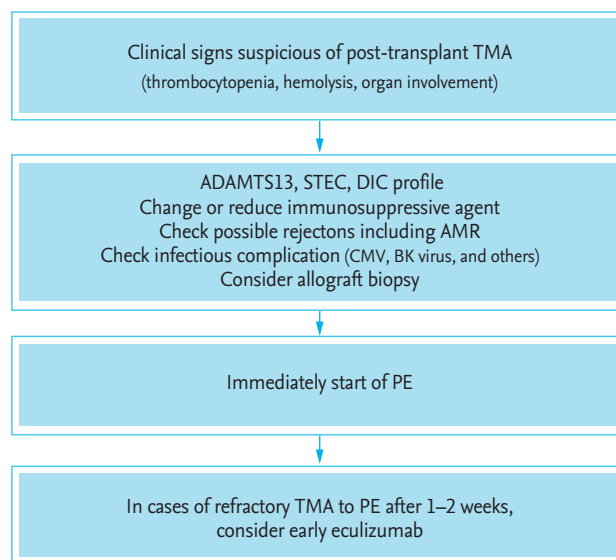 Clinical signs suspicious of post-transplant TMA
(thrombocytopenia, hemolysis, organ involvement)
ADAMTS13, STEC, DIC profile
Change or reduce immunosuppressive agent
Check possible rejectons including AMR
Check infectious complication (CMV, BK virus, and others)
Consider allograft biopsy
Immediately start of PE
In cases of refractory TMA to PE after 1–2 weeks,
consider early eculizumab